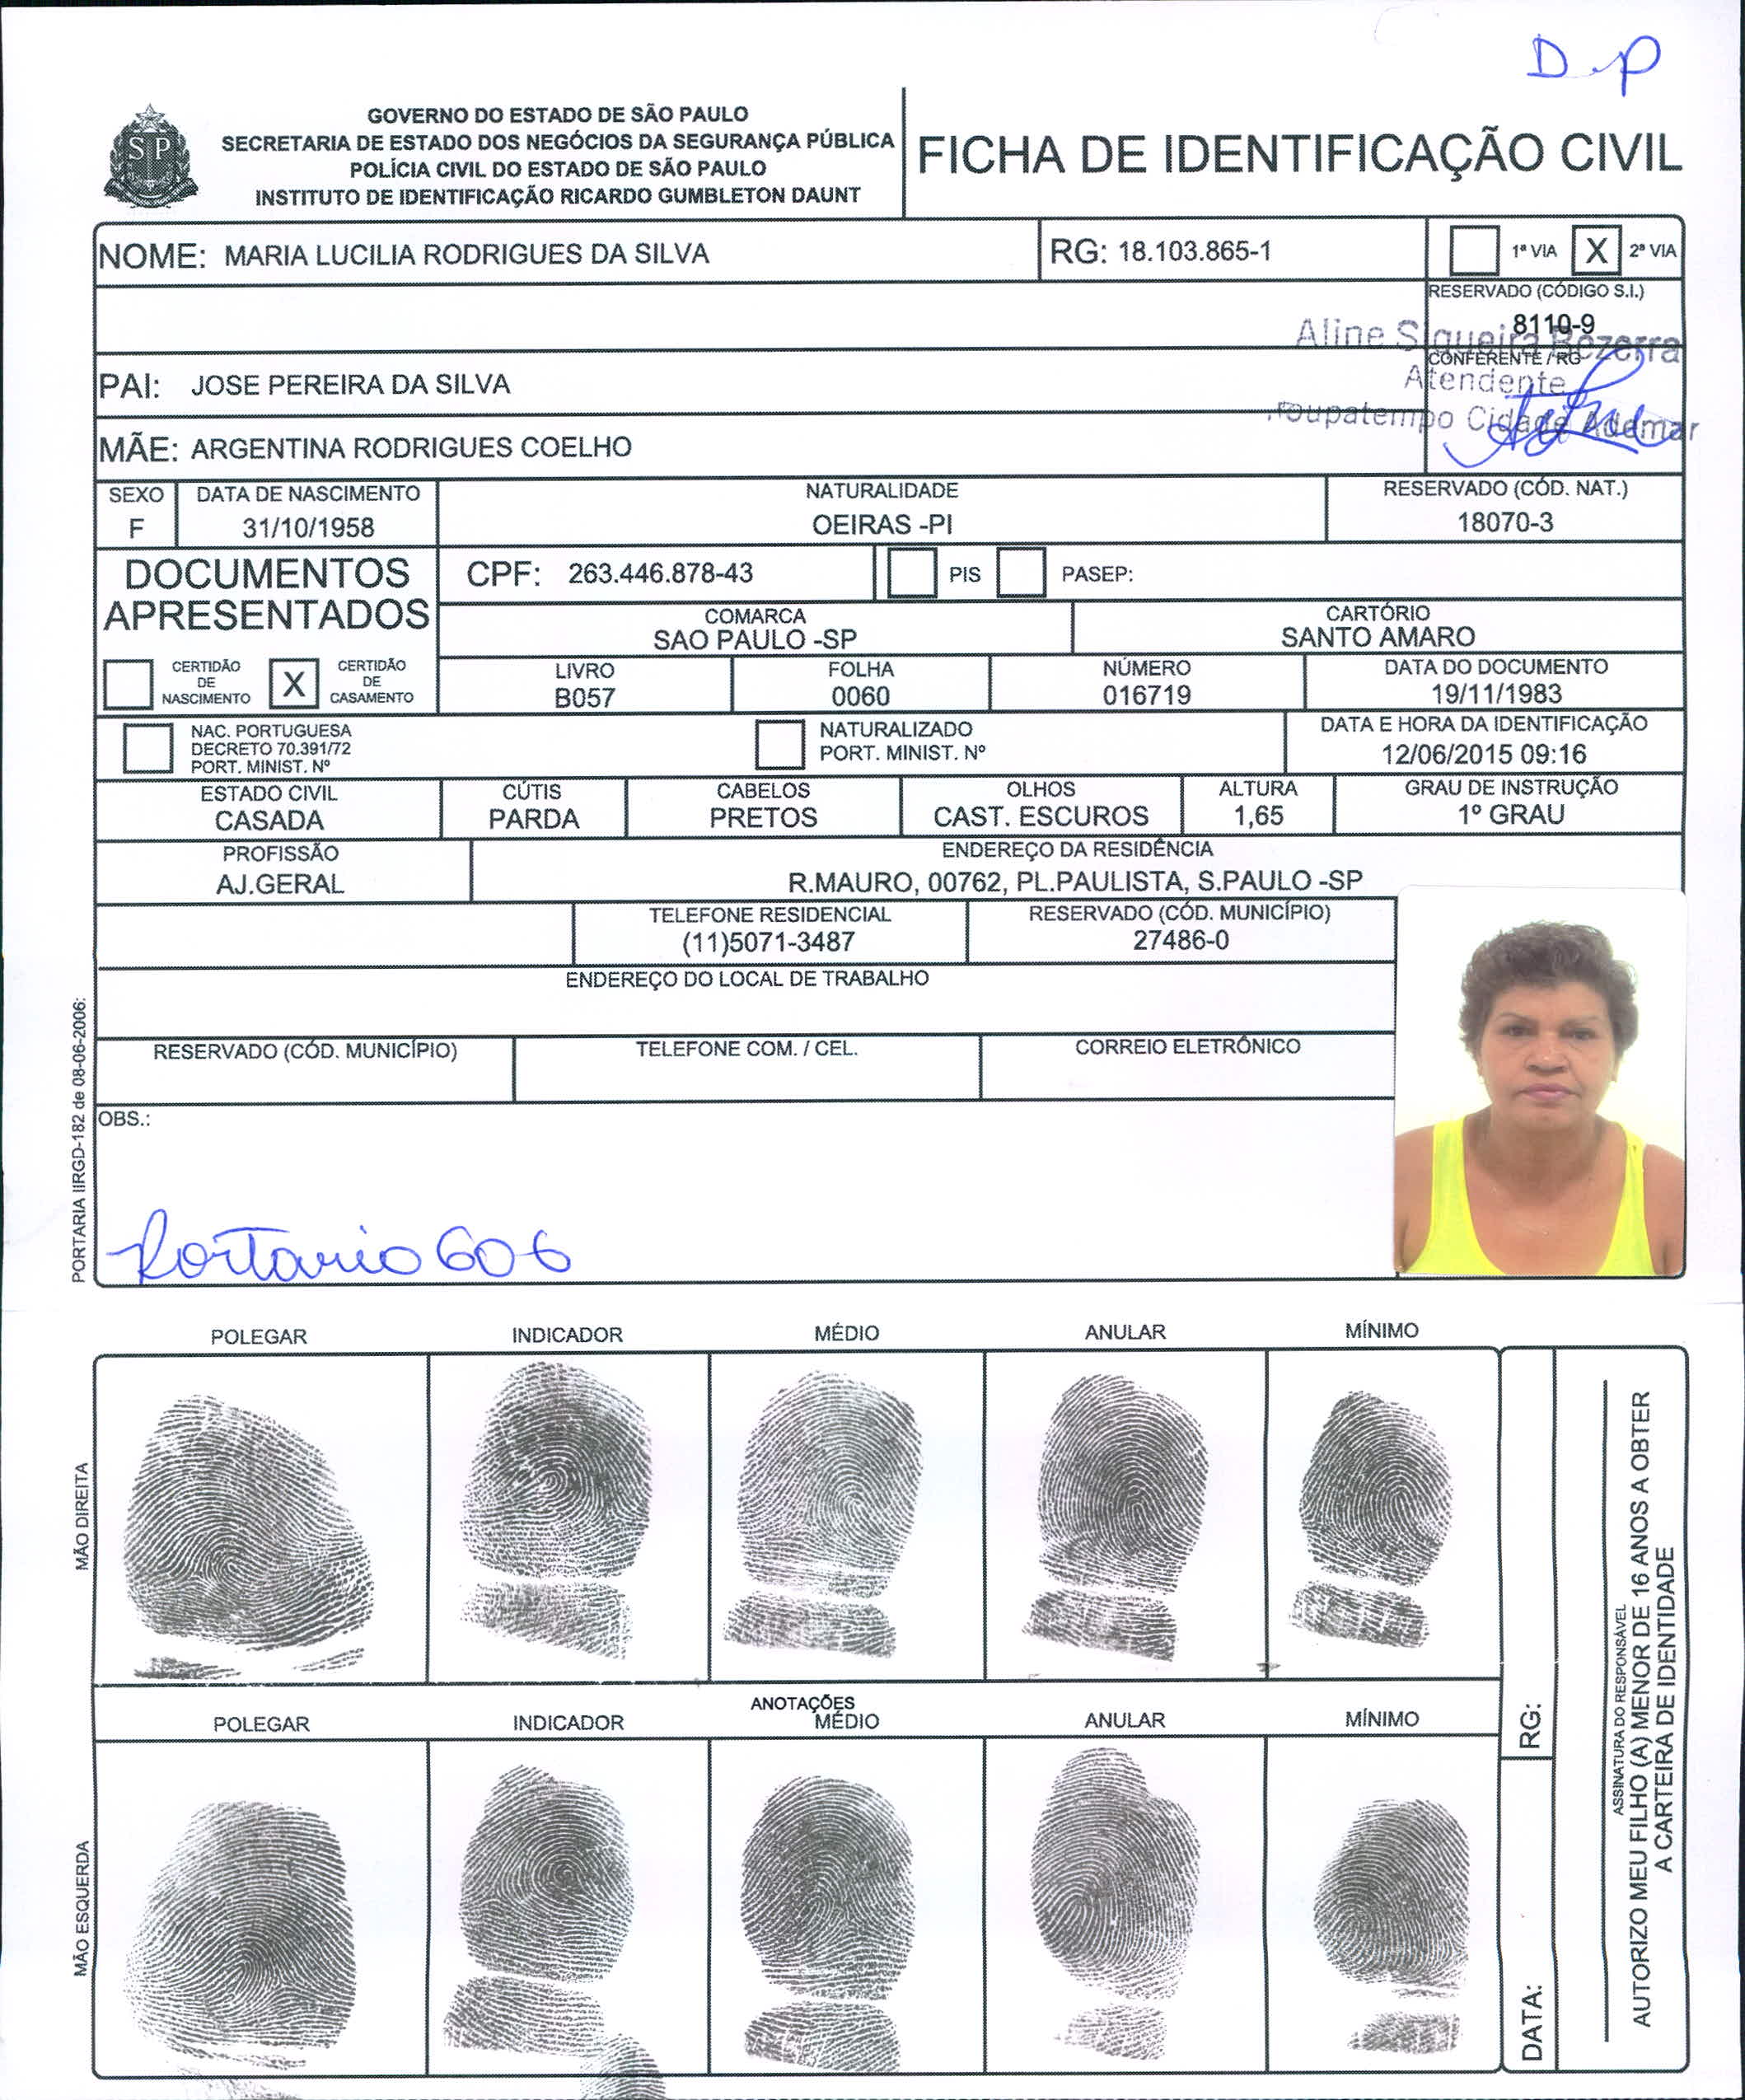 D.P
GOVERNO DO ESTADO DE SÃO PAULO
SECRETARIA DE ESTADO DOS NEGÓCIOS DA SEGURANÇA PÚBLICA
POLÍCIA CIVIL DO ESTADO DE SÃO PAULO
INSTITUTO DE IDENTIFICAÇÃO RICARDO GUMBLETON DAUNT
SP
FICHA DE IDENTIFICAÇÃO CIVIL
NOME: MARIA LUCILIA RODRIGUES DA SILVA
RG: 18.103.865-1
1ª VIA X 2ª VIA
RESERVADO (CÓDIGO S.I.)
8110-9
CONFERENTE / RG
Aline Siqueira Bezerra
Atendente
Poupatempo Cidade Ademar
PAI: JOSE PEREIRA DA SILVA
MÃE: ARGENTINA RODRIGUES COELHO
SEXO
F
DATA DE NASCIMENTO
31/10/1958
NATURALIDADE
OEIRAS -PI
RESERVADO (CÓD. NAT.)
18070-3
DOCUMENTOS
APRESENTADOS
CPF: 263.446.878-43
PIS
PASEP:
COMARCA
SAO PAULO -SP
CARTÓRIO
SANTO AMARO
CERTIDÃO
DE
NASCIMENTO
X
CERTIDÃO
DE
CASAMENTO
LIVRO
B057
FOLHA
0060
NÚMERO
016719
DATA DO DOCUMENTO
19/11/1983
NAC. PORTUGUESA
DECRETO 70.391/72
PORT. MINIST. Nº
NATURALIZADO
PORT. MINIST. Nº
DATA E HORA DA IDENTIFICAÇÃO
12/06/2015 09:16
ESTADO CIVIL
CASADA
CÚTIS
PARDA
CABELOS
PRETOS
OLHOS
CAST. ESCUROS
ALTURA
1,65
GRAU DE INSTRUÇÃO
1º GRAU
PROFISSÃO
AJ.GERAL
ENDEREÇO DA RESIDÊNCIA
R.MAURO, 00762, PL.PAULISTA, S.PAULO -SP
TELEFONE RESIDENCIAL
(11)5071-3487
RESERVADO (CÓD. MUNICÍPIO)
27486-0
ENDEREÇO DO LOCAL DE TRABALHO
RESERVADO (CÓD. MUNICÍPIO)
TELEFONE COM. / CEL.
CORREIO ELETRÔNICO
OBS.:
Portario 606
PORTARIA IIRGD-182 de 08-06-2006:
POLEGAR
INDICADOR
MÉDIO
ANULAR
MÍNIMO
MÃO DIREITA
ANOTAÇÕES
POLEGAR
INDICADOR
MÉDIO
ANULAR
MÍNIMO
MÃO ESQUERDA
RG:
DATA:
ASSINATURA DO RESPONSÁVEL
AUTORIZO MEU FILHO (A) MENOR DE 16 ANOS A OBTER
A CARTEIRA DE IDENTIDADE